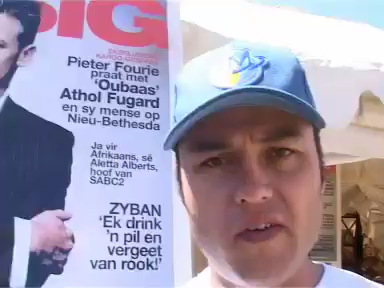 IG
Pieter Fourie
praat met
'Oubaas'
Athol Fugard
en sy mense op
Nieu-Bethesda
Ja vir
Afrikaans, sê
Aletta Alberts,
hoof van
SABC2
ZYBAN
'Ek drink
'n pil en
vergeet
van rook!'